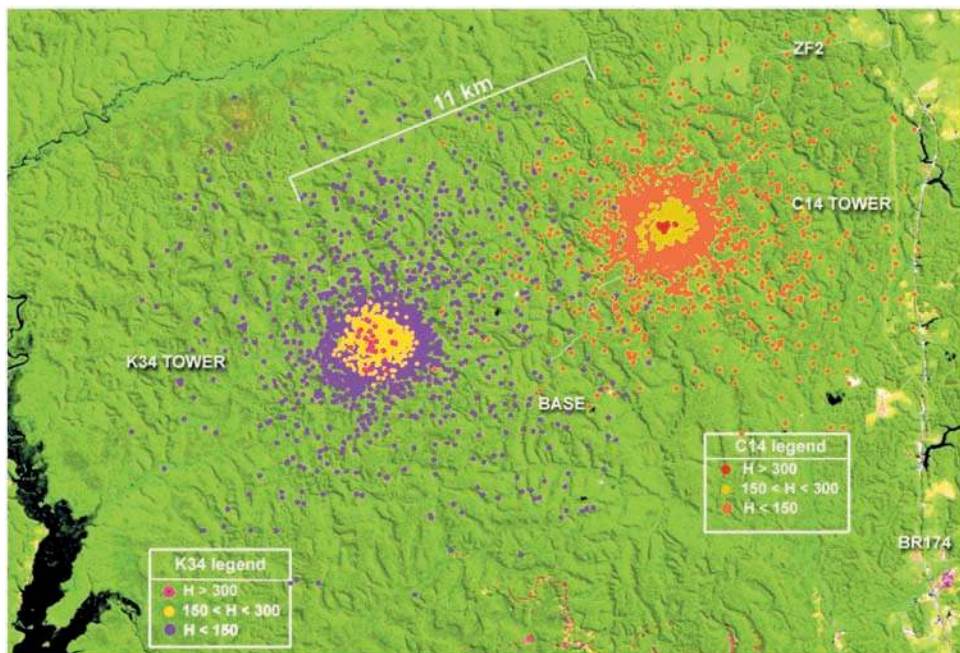 ZF2
11 km
C14 TOWER
K34 TOWER
BASE
C14 legend
H > 300
150 < H < 300
H < 150
BR174
K34 legend
H > 300
150 < H < 300
H < 150